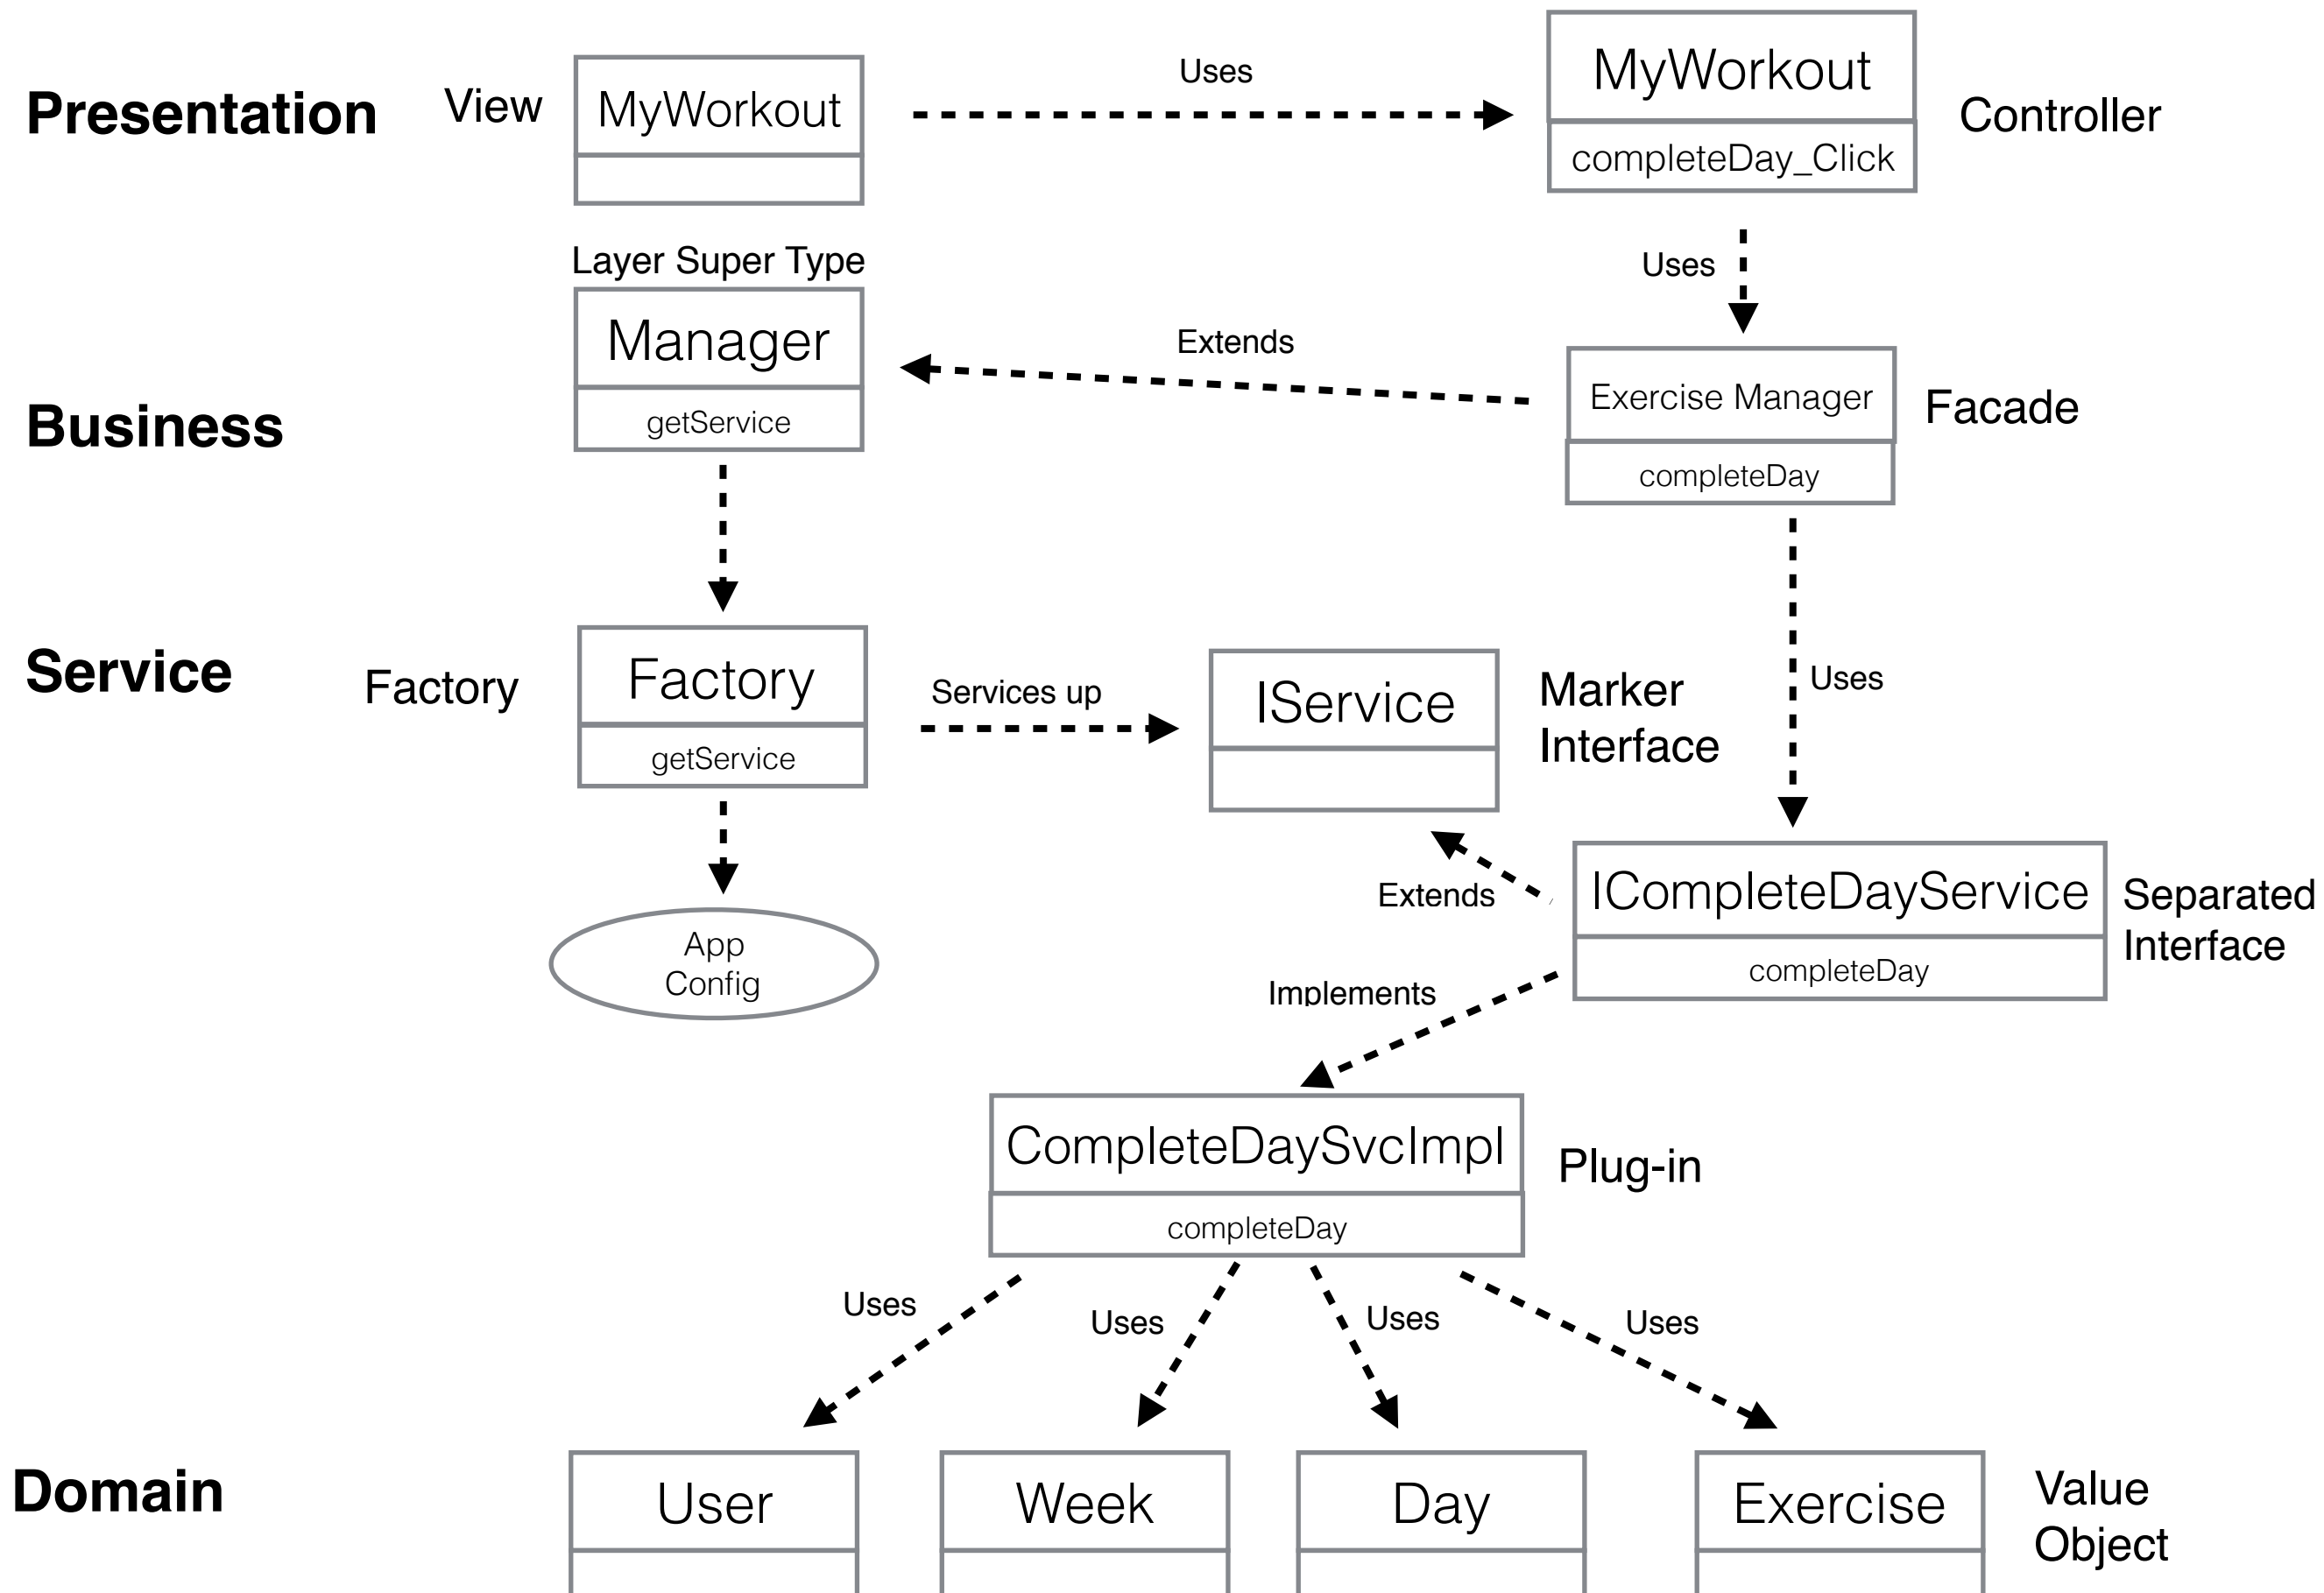 Presentation
View
MyWorkout
Uses
MyWorkout
completeDay_Click
Controller
Layer Super Type
Uses
Manager
getService
Extends
Exercise Manager
completeDay
Facade
Business
Service
Factory
Factory
getService
Services up
IService
Marker
Interface
Uses
App
Config
Extends
ICompleteDayService
completeDay
Separated
Interface
Implements
CompleteDaySvcImpl
completeDay
Plug-in
Uses
Uses
Uses
Uses
Domain
User
Week
Day
Exercise
Value
Object